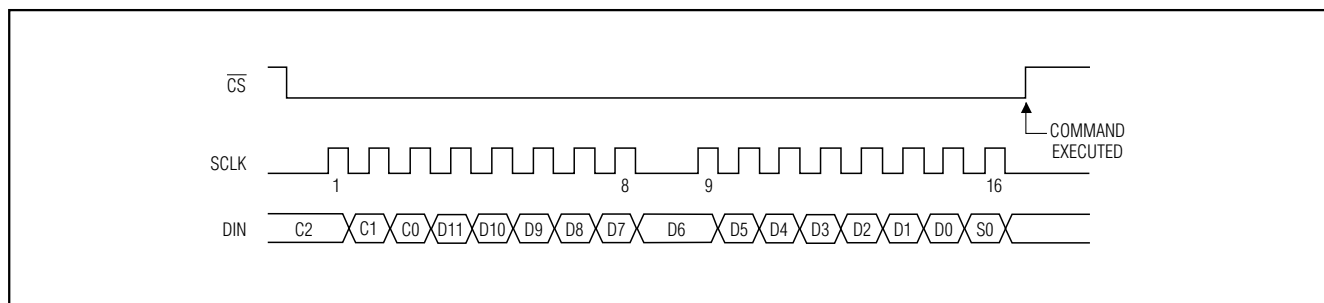 CS
COMMAND
EXECUTED
SCLK
1 8 9 16
DIN C2 C1 C0 D11 D10 D9 D8 D7 D6 D5 D4 D3 D2 D1 D0 S0